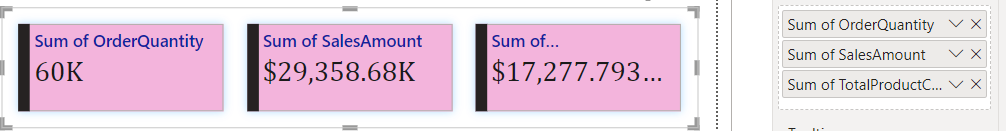 Sum of OrderQuantity
60K
Sum of SalesAmount
$29,358.68K
Sum of...
$17,277.793...
Sum of OrderQuantity
Sum of SalesAmount
Sum of TotalProductC...